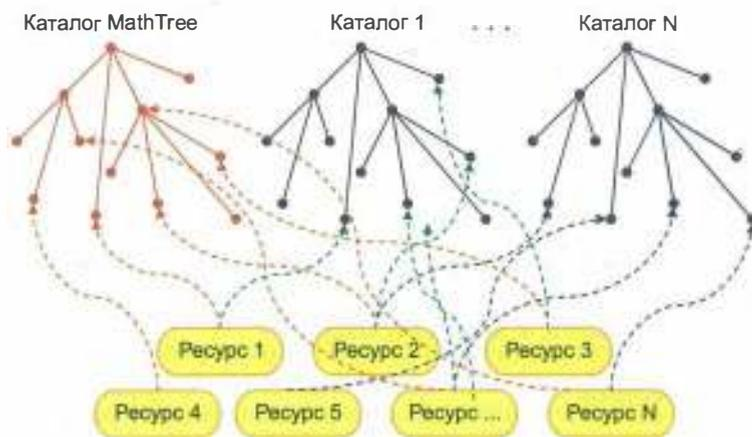 Каталог MathTree Каталог 1 ... Каталог N
Ресурс 1 Ресурс 2 Ресурс 3
Ресурс 4 Ресурс 5 Ресурс ... Ресурс N